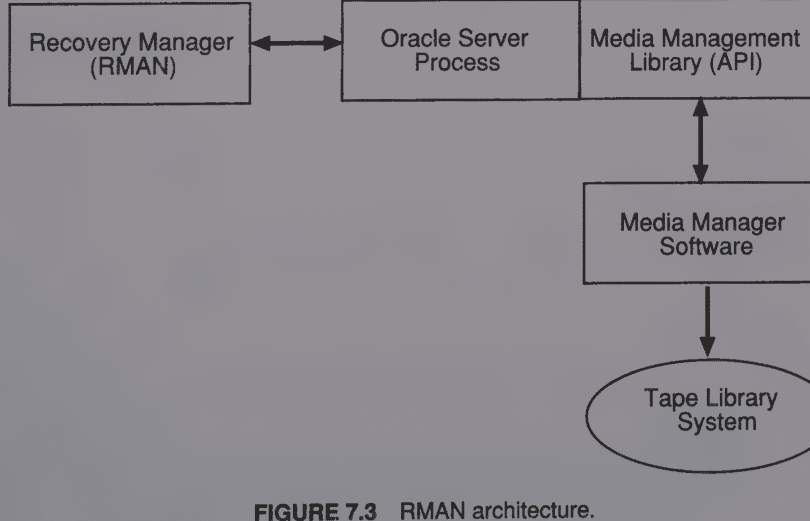 Recovery Manager
(RMAN)
Oracle Server
Process
Media Management
Library (API)
Media Manager
Software
Tape Library
System
FIGURE 7.3 RMAN architecture.